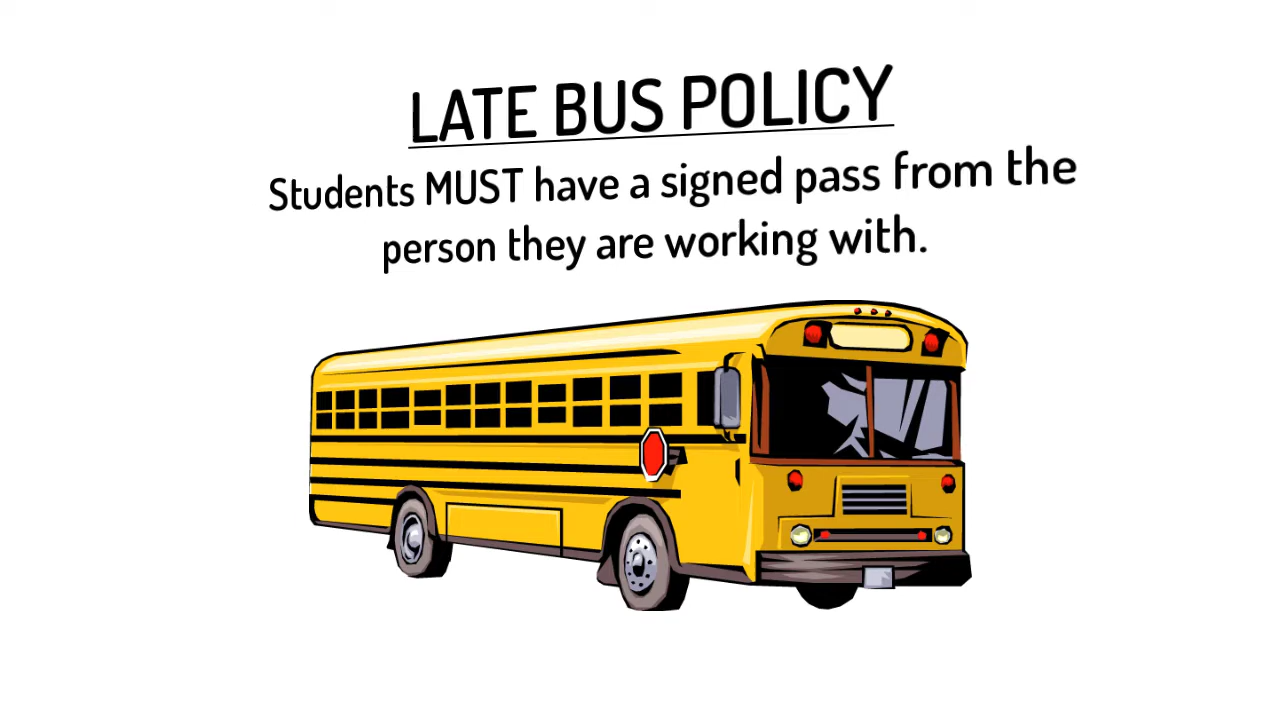 LATE BUS POLICY
Students MUST have a signed pass from the
person they are working with.